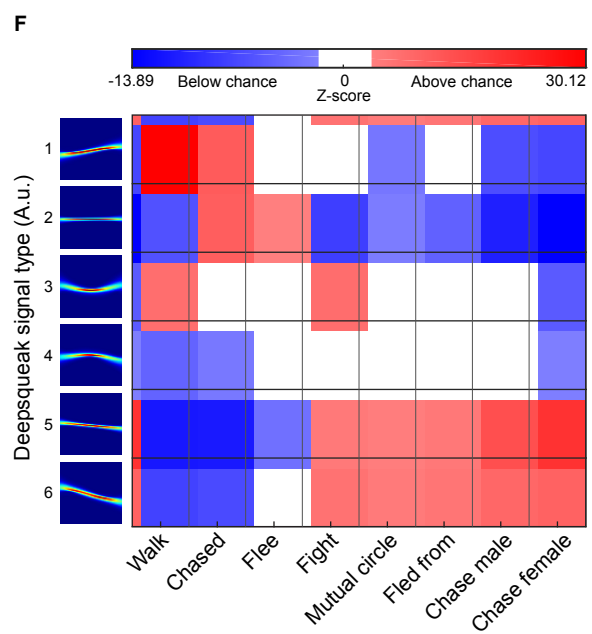 F
-13.89 Below chance 0 Above chance 30.12
Z-score
Deepsqueak signal type (A.u.)
1
2
3
4
5
6
Walk
Chased
Flee
Fight
Mutual circle
Fled from
Chase male
Chase female